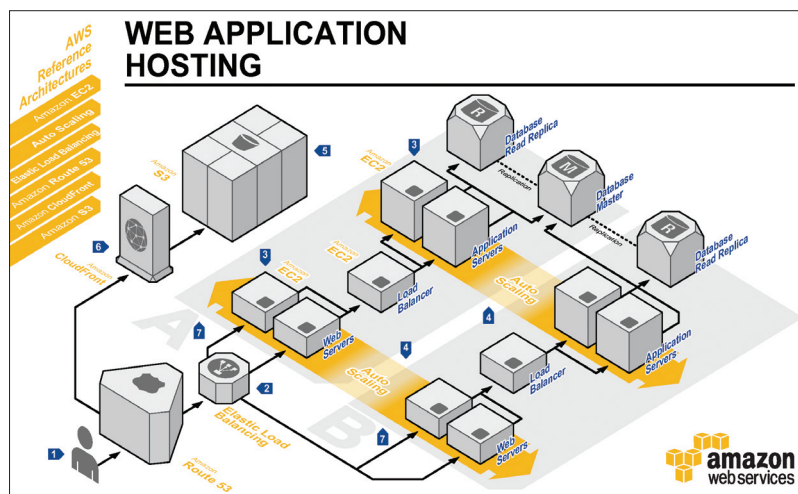 AWS
Reference
Architectures
Amazon EC2
Auto Scaling
Elastic Load Balancing
Amazon Route 53
Amazon CloudFront
Amazon S3
WEB APPLICATION
HOSTING
R
Database
Read Replica
Replication
M
Database
Master
Replication
R
Database
Read Replica
3
Amazon
EC2
Application
Servers
5
Amazon
S3
6
Amazon
CloudFront
3
Amazon
EC2
Amazon
EC2
Load
Balancer
Auto
Scaling
4
Application
Servers
7
Web
Servers
A
Auto
Scaling
4
Load
Balancer
2
Elastic Load
Balancing
B
7
Web
Servers
1
Amazon
Route 53
amazon
webservices